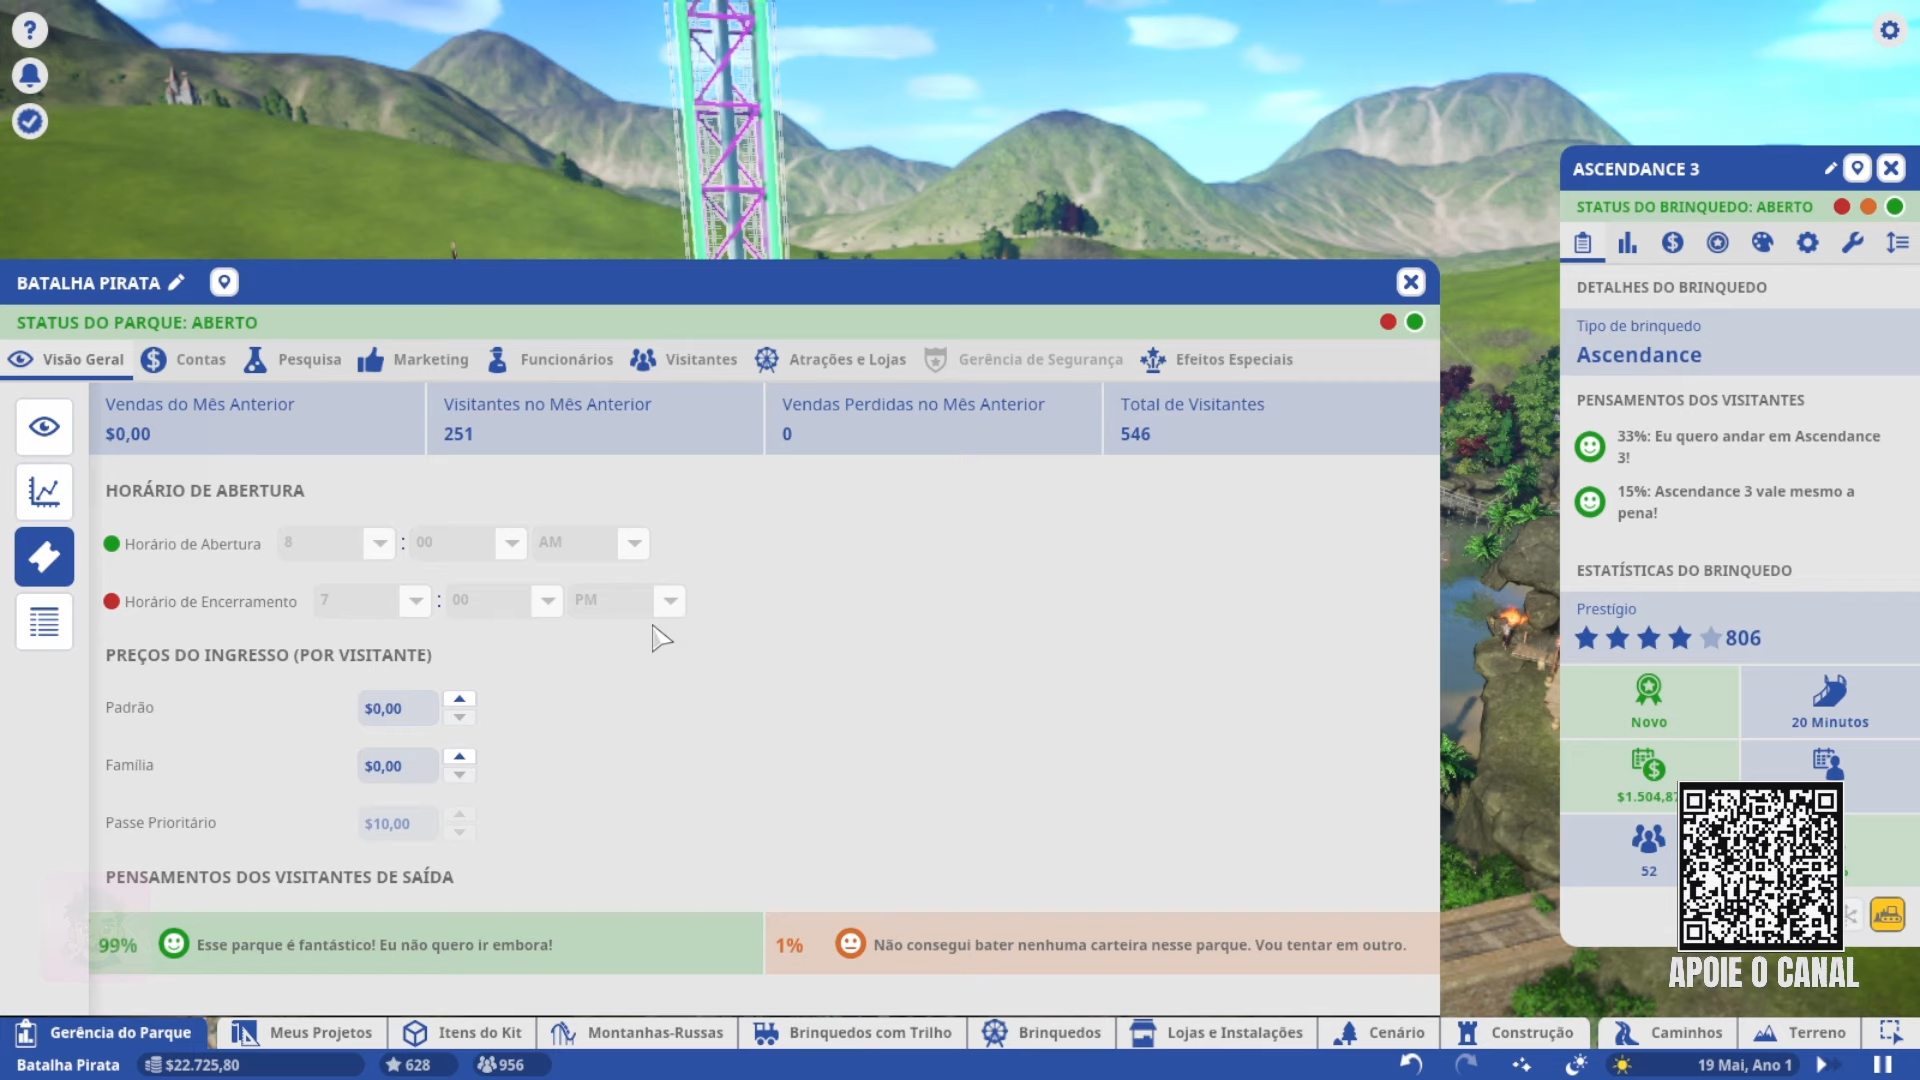 ?
ASCENDANCE 3
STATUS DO BRINQUEDO: ABERTO
DETALHES DO BRINQUEDO
Tipo de brinquedo
Ascendance
PENSAMENTOS DOS VISITANTES
33%: Eu quero andar em Ascendance
3!
15%: Ascendance 3 vale mesmo a
pena!
ESTATÍSTICAS DO BRINQUEDO
Prestígio
806
Novo
20 Minutos
$1.504,87
52
APOIE O CANAL
BATALHA PIRATA
STATUS DO PARQUE: ABERTO
Visão Geral
Contas
Pesquisa
Marketing
Funcionários
Visitantes
Atrações e Lojas
Gerência de Segurança
Efeitos Especiais
Vendas do Mês Anterior
$0,00
Visitantes no Mês Anterior
251
Vendas Perdidas no Mês Anterior
0
Total de Visitantes
546
HORÁRIO DE ABERTURA
Horário de Abertura 8 : 00 AM
Horário de Encerramento 7 : 00 PM
PREÇOS DO INGRESSO (POR VISITANTE)
Padrão $0,00
Família $0,00
Passe Prioritário $10,00
PENSAMENTOS DOS VISITANTES DE SAÍDA
99% Esse parque é fantástico! Eu não quero ir embora!
1% Não consegui bater nenhuma carteira nesse parque. Vou tentar em outro.
Gerência do Parque
Meus Projetos
Itens do Kit
Montanhas-Russas
Brinquedos com Trilho
Brinquedos
Lojas e Instalações
Cenário
Construção
Caminhos
Terreno
Batalha Pirata
$22.725,80
628
956
19 Mai, Ano 1